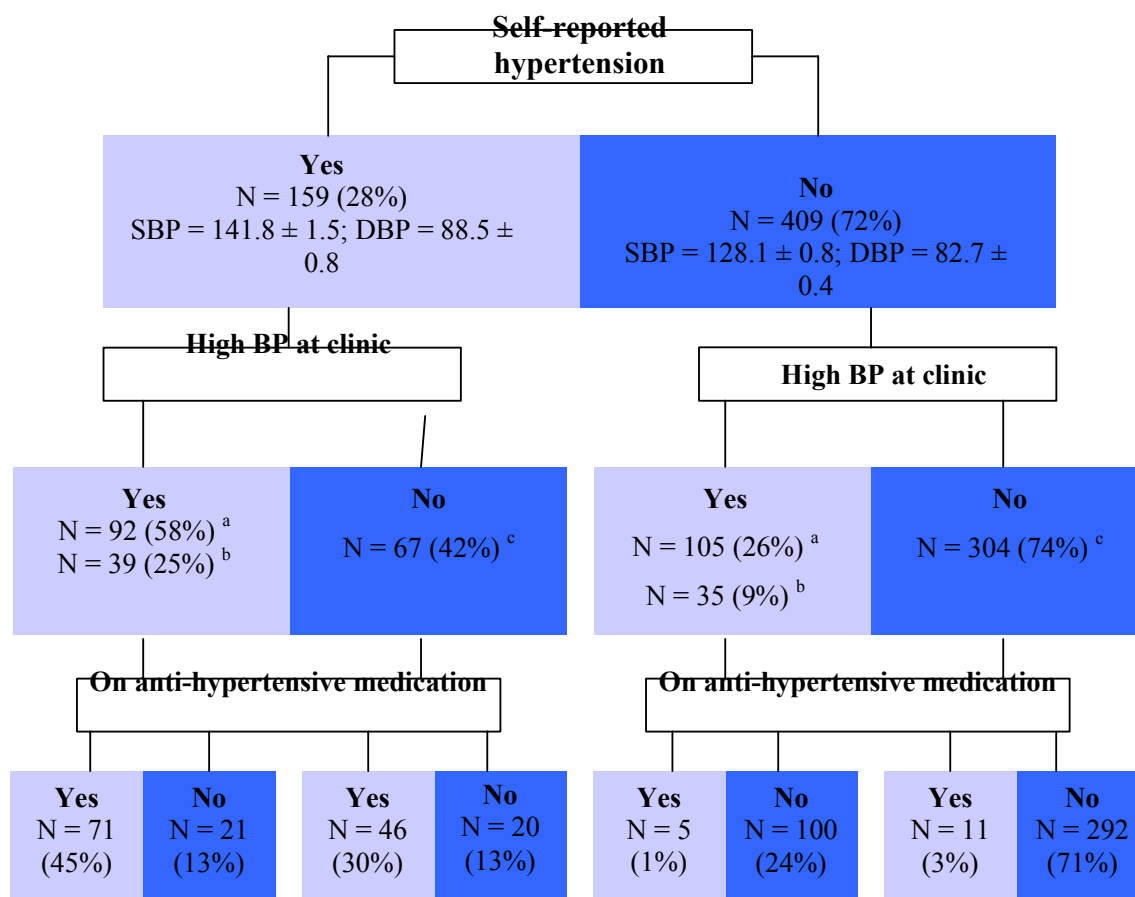 Self-reported
hypertension
Yes
N = 159 (28%)
SBP = 141.8 ± 1.5; DBP = 88.5 ±
0.8
No
N = 409 (72%)
SBP = 128.1 ± 0.8; DBP = 82.7 ±
0.4
High BP at clinic
High BP at clinic
Yes
N = 92 (58%) a
N = 39 (25%) b
No
N = 67 (42%) c
Yes
N = 105 (26%) a
N = 35 (9%) b
No
N = 304 (74%) c
On anti-hypertensive medication
On anti-hypertensive medication
Yes
N = 71
(45%)
No
N = 21
(13%)
Yes
N = 46
(30%)
No
N = 20
(13%)
Yes
N = 5
(1%)
No
N = 100
(24%)
Yes
N = 11
(3%)
No
N = 292
(71%)